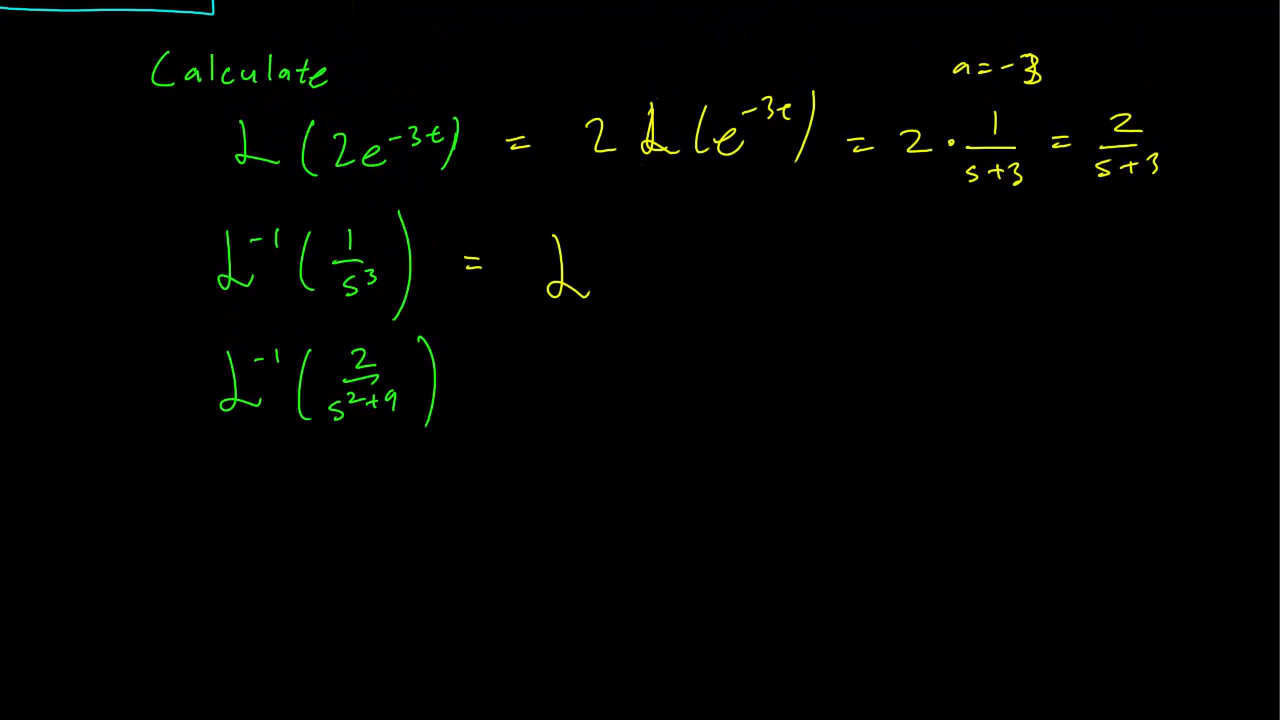 Calculate
a=-3
ℒ(2e^{-3t}) = 2ℒ(e^{-3t}) = 2 · 1/(s+3) = 2/(s+3)
ℒ^{-1}(1/s^3) = ℒ
ℒ^{-1}(2/(s^2+9))